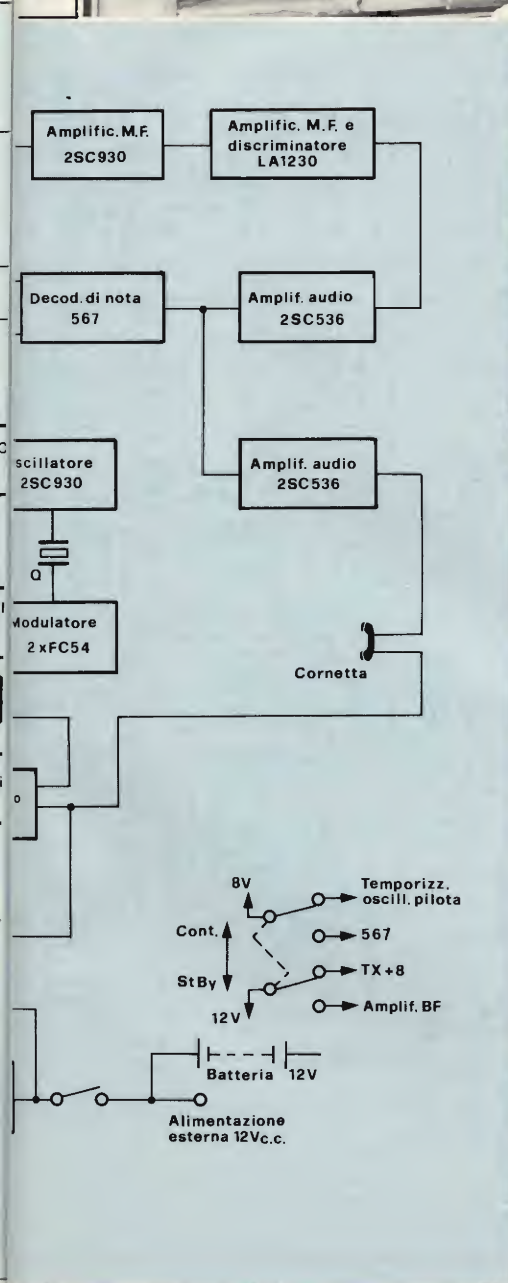 Amplific. M.F.
2SC930
Amplific. M.F. e
discriminatore
LA1230
Decod. di nota
567
Amplif. audio
2SC536
scillatore
2SC930
Amplif. audio
2SC536
Q
Modulatore
2xFC54
Cornetta
o
8V
Temporizz.
oscill. pilota
Cont.
567
StBy
TX+8
12V
Amplif. BF
Batteria 12V
Alimentazione
esterna 12Vc.c.